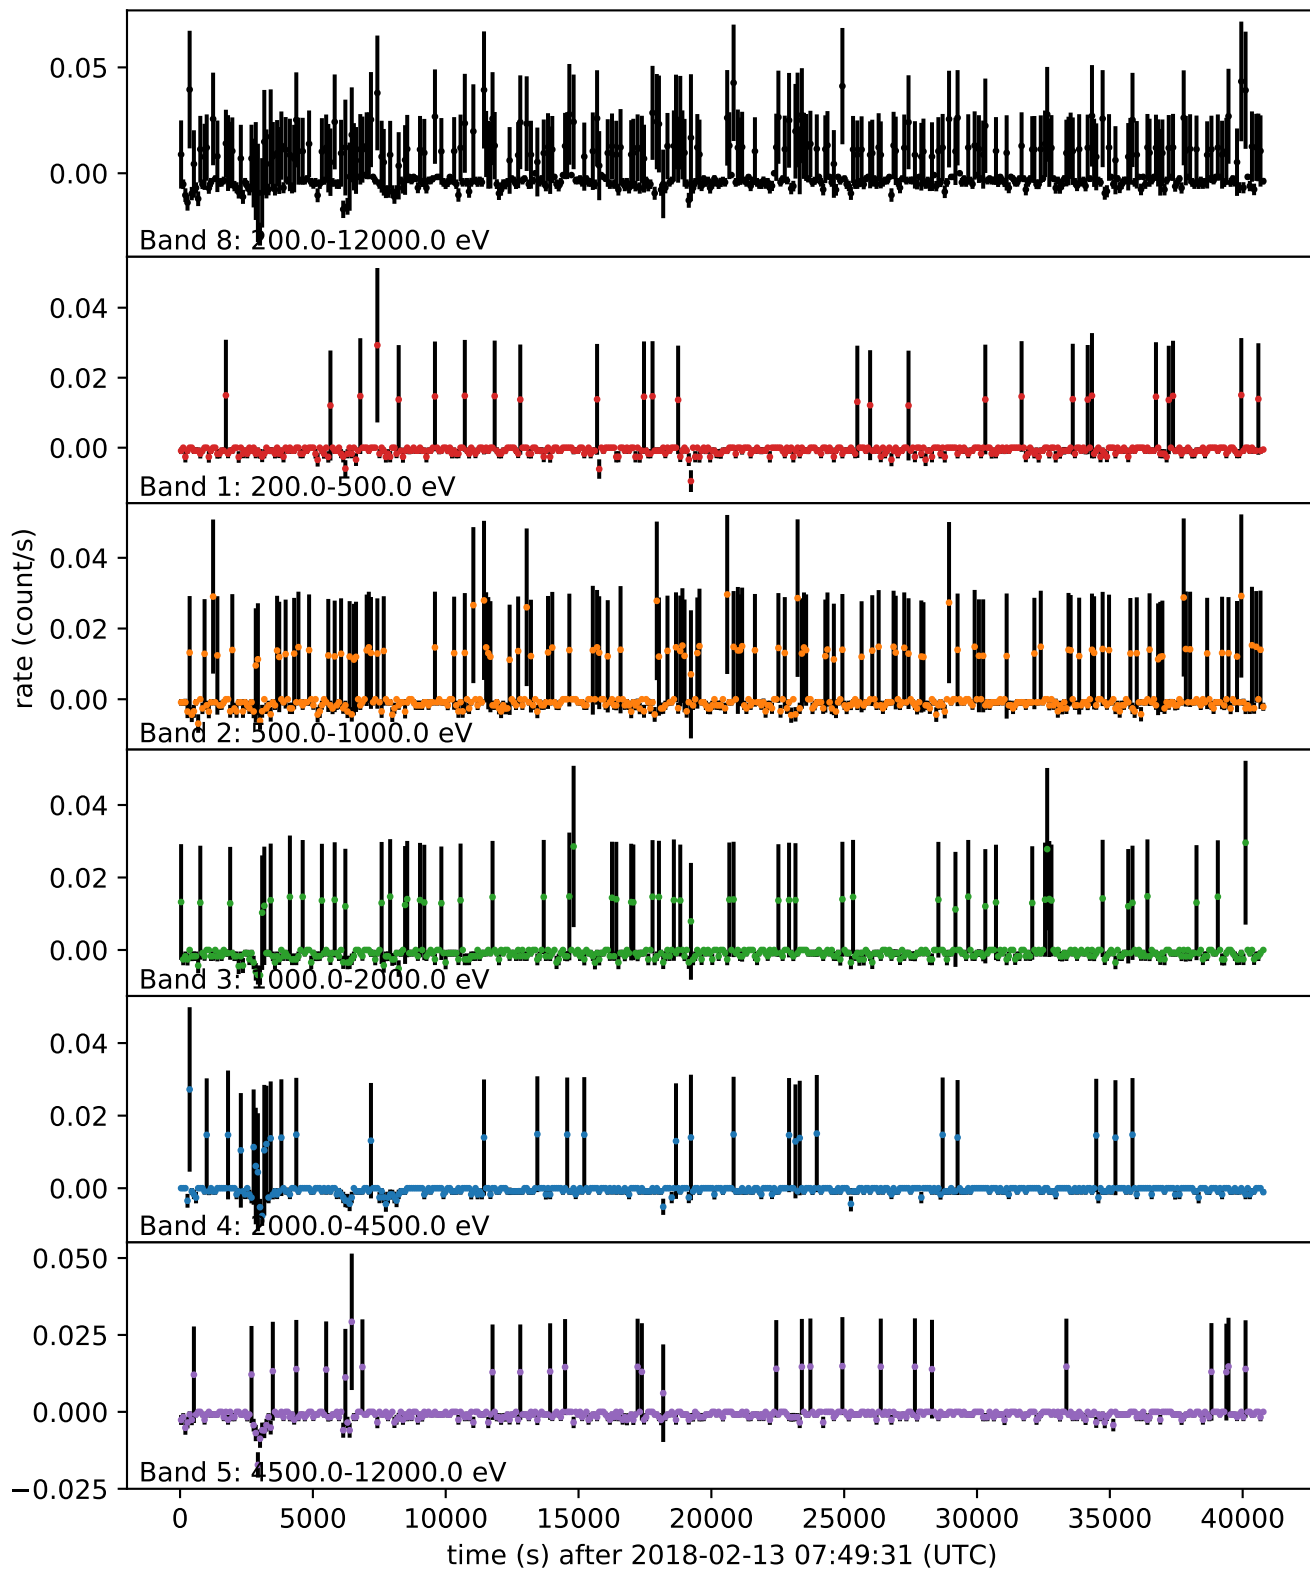 0.05
0.00
Band 8: 200.0-12000.0 eV
0.04
0.02
0.00
Band 1: 200.0-500.0 eV
rate (count/s)
0.04
0.02
0.00
Band 2: 500.0-1000.0 eV
0.04
0.02
0.00
Band 3: 1000.0-2000.0 eV
0.04
0.02
0.00
Band 4: 2000.0-4500.0 eV
0.050
0.025
0.000
−0.025
Band 5: 4500.0-12000.0 eV
0 5000 10000 15000 20000 25000 30000 35000 40000
time (s) after 2018-02-13 07:49:31 (UTC)